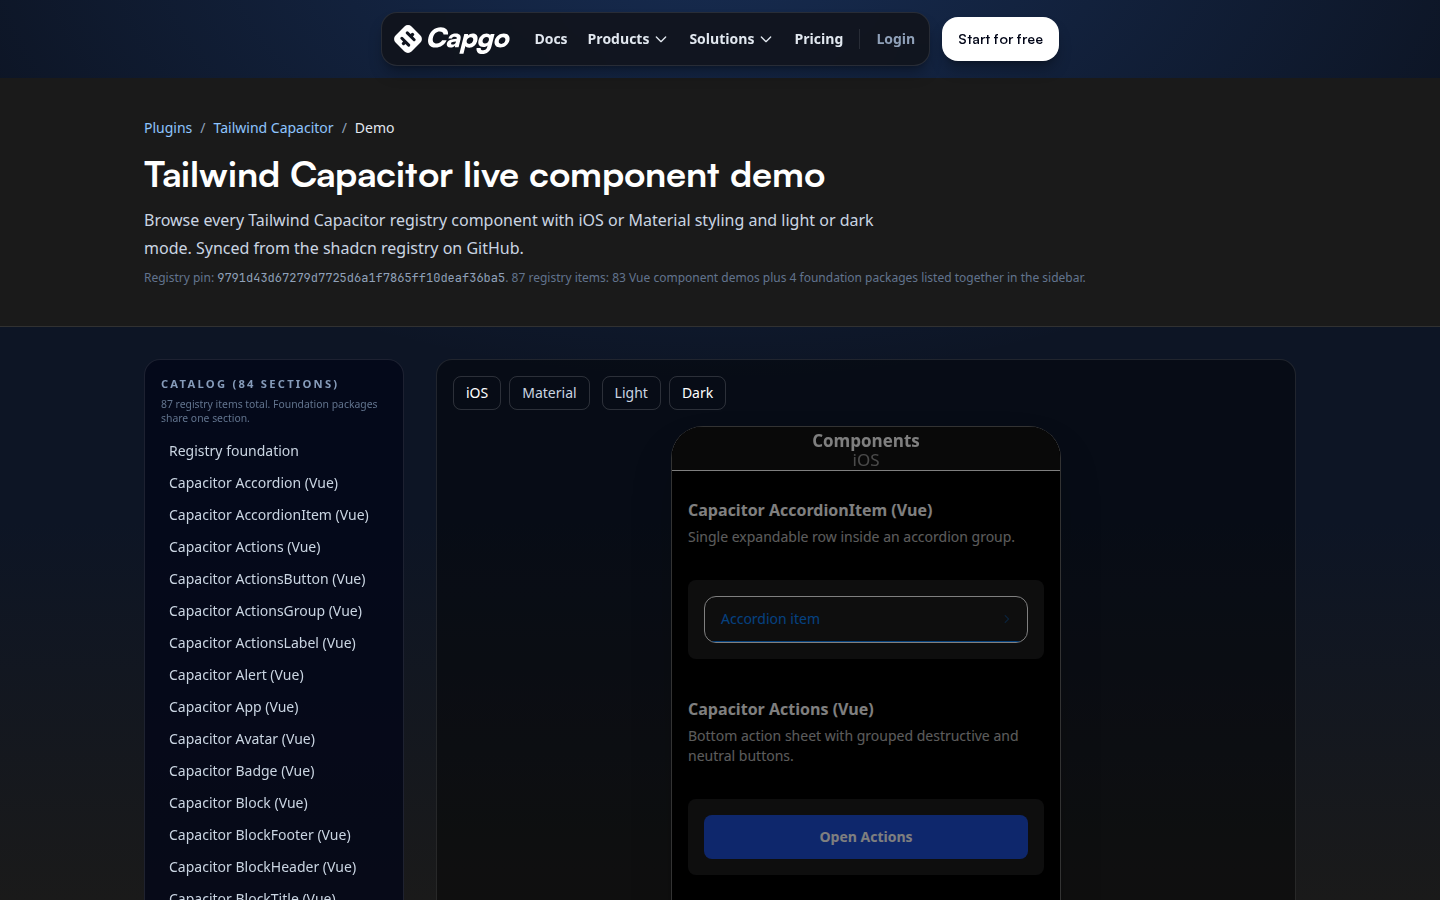 Capgo
Docs
Products
Solutions
Pricing
Login
Start for free
Plugins / Tailwind Capacitor / Demo
Tailwind Capacitor live component demo
Browse every Tailwind Capacitor registry component with iOS or Material styling and light or dark
mode. Synced from the shadcn registry on GitHub.
Registry pin: 9791d43d67279d7725d6a1f7865ff10deaf36ba5. 87 registry items: 83 Vue component demos plus 4 foundation packages listed together in the sidebar.
CATALOG (84 SECTIONS)
87 registry items total. Foundation packages
share one section.
Registry foundation
Capacitor Accordion (Vue)
Capacitor AccordionItem (Vue)
Capacitor Actions (Vue)
Capacitor ActionsButton (Vue)
Capacitor ActionsGroup (Vue)
Capacitor ActionsLabel (Vue)
Capacitor Alert (Vue)
Capacitor App (Vue)
Capacitor Avatar (Vue)
Capacitor Badge (Vue)
Capacitor Block (Vue)
Capacitor BlockFooter (Vue)
Capacitor BlockHeader (Vue)
Capacitor BlockTitle (Vue)
iOS
Material
Light
Dark
Components
iOS
Capacitor AccordionItem (Vue)
Single expandable row inside an accordion group.
Accordion item
Capacitor Actions (Vue)
Bottom action sheet with grouped destructive and
neutral buttons.
Open Actions